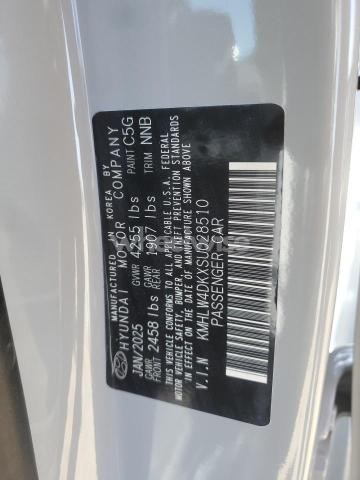 MANUFACTURED IN KOREA BY
HYUNDAI MOTOR COMPANY
JAN/2025 GVWR 4255 lbs PAINT C5G
GAWR FRONT 2458 lbs GAWR REAR 1907 lbs TRIM NNB
THIS VEHICLE CONFORMS TO ALL APPLICABLE U.S.A. FEDERAL
MOTOR VEHICLE SAFETY, BUMPER AND THEFT PREVENTION STANDARDS
IN EFFECT ON THE DATE OF MANUFACTURE SHOWN ABOVE.
V.I.N KMHLW4DKXSU028510
PASSENGER CAR